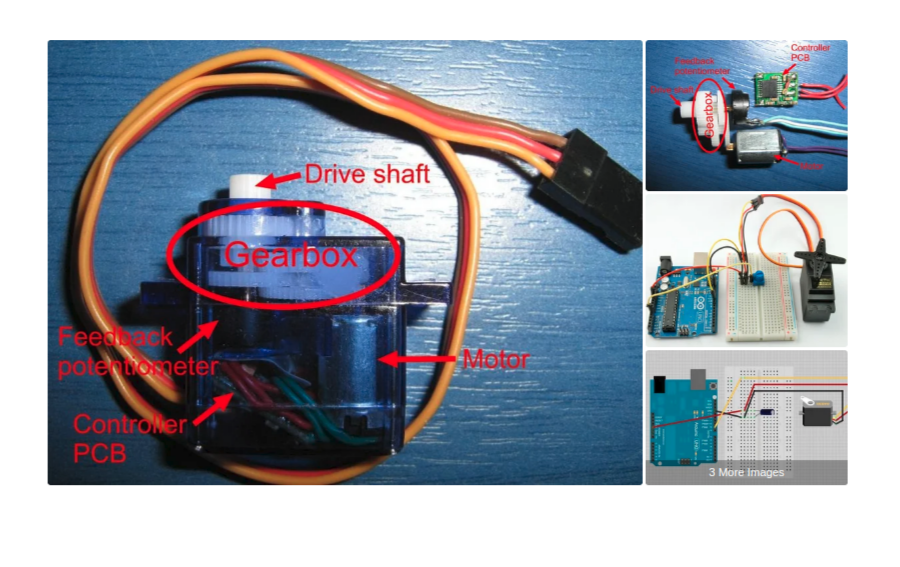 Drive shaft
Gearbox
Feedback
potentiometer
Motor
Controller
PCB
Controller
PCB
Feedback
potentiometer
Drive shaft
Gearbox
Motor
3 More Images